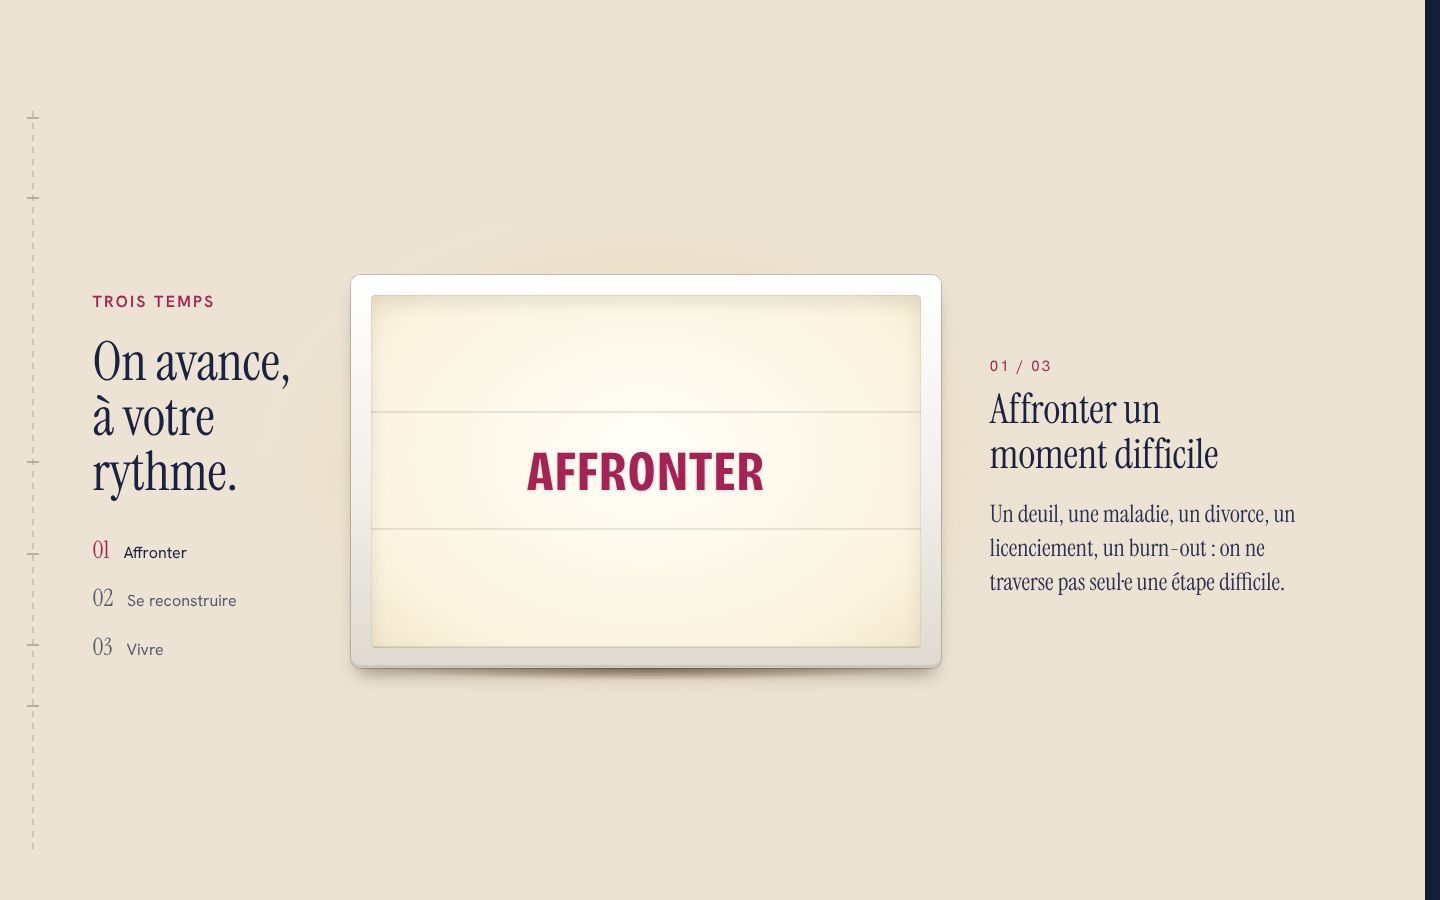 TROIS TEMPS
On avance,
à votre
rythme.
01 Affronter
02 Se reconstruire
03 Vivre
AFFRONTER
01 / 03
Affronter un
moment difficile
Un deuil, une maladie, un divorce, un
licenciement, un burn-out : on ne
traverse pas seul·e une étape difficile.